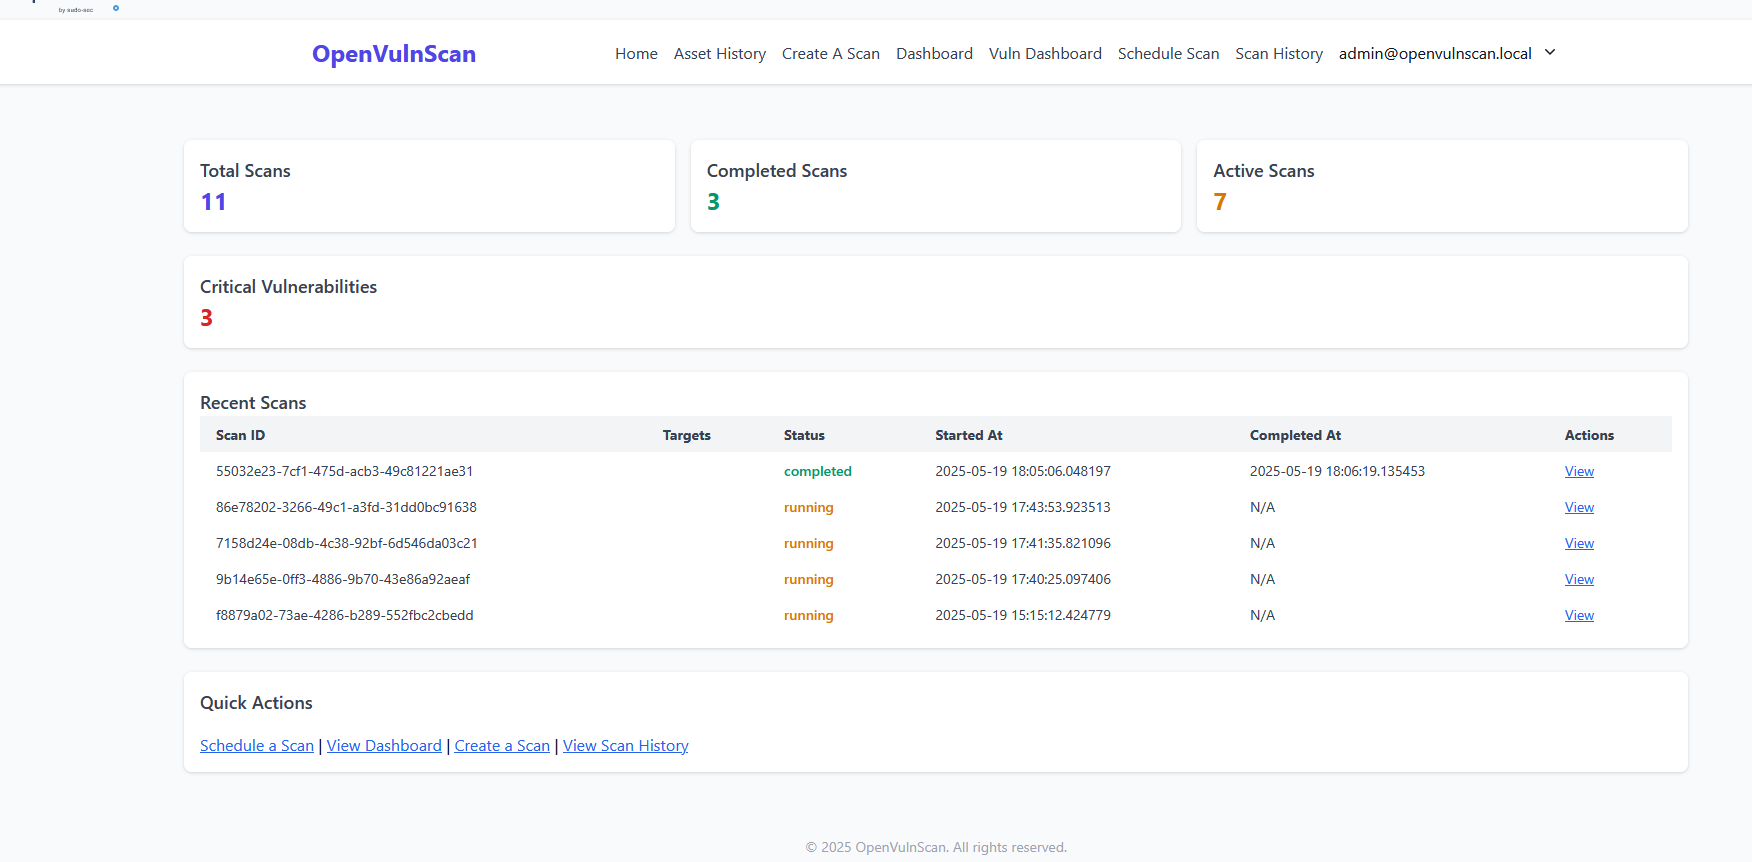 by sudo-sec
OpenVulnScan
Home Asset History Create A Scan Dashboard Vuln Dashboard Schedule Scan Scan History admin@openvulnscan.local
Total Scans
11
Completed Scans
3
Active Scans
7
Critical Vulnerabilities
3
Recent Scans
Scan ID Targets Status Started At Completed At Actions
55032e23-7cf1-475d-acb3-49c81221ae31 completed 2025-05-19 18:05:06.048197 2025-05-19 18:06:19.135453 View
86e78202-3266-49c1-a3fd-31dd0bc91638 running 2025-05-19 17:43:53.923513 N/A View
7158d24e-08db-4c38-92bf-6d546da03c21 running 2025-05-19 17:41:35.821096 N/A View
9b14e65e-0ff3-4886-9b70-43e86a92aeaf running 2025-05-19 17:40:25.097406 N/A View
f8879a02-73ae-4286-b289-552fbc2cbedd running 2025-05-19 15:15:12.424779 N/A View
Quick Actions
Schedule a Scan | View Dashboard | Create a Scan | View Scan History
© 2025 OpenVulnScan. All rights reserved.